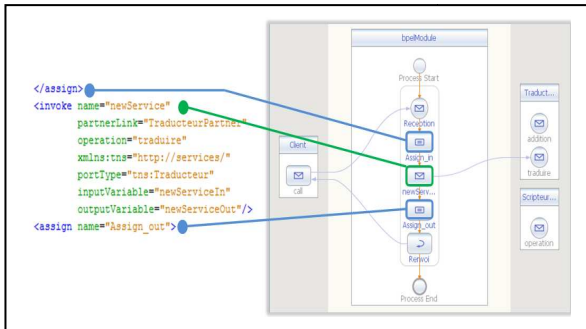 </assign>
<invoke name="newService"
partnerLink="TraducteurPartner"
operation="traduire"
xmlns:tns="http://services/"
portType="tns:Traducteur"
inputVariable="newServiceIn"
outputVariable="newServiceOut"/>
<assign name="Assign_out">
bpelModule
Process Start
Reception
Assign_in
newServ...
Assign_out
Renvoi
Process End
Client
call
Traduct...
addition
traduire
Scripteur...
operation